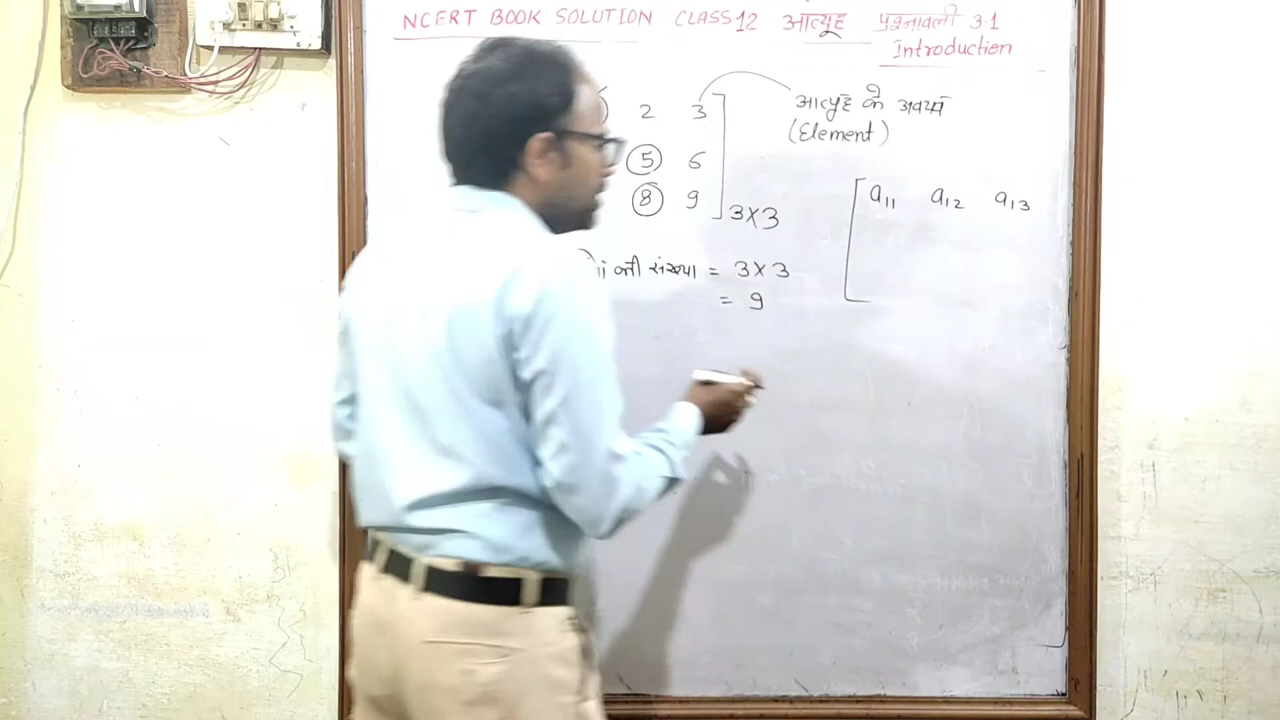 NCERT BOOK SOLUTION CLASS 12 आव्यूह प्रश्नावली 3.1
Introduction
2 3
5 6
8 9
3×3
आव्यूह के अवयव
(Element)
a11 a12 a13
की संख्या = 3×3
= 9